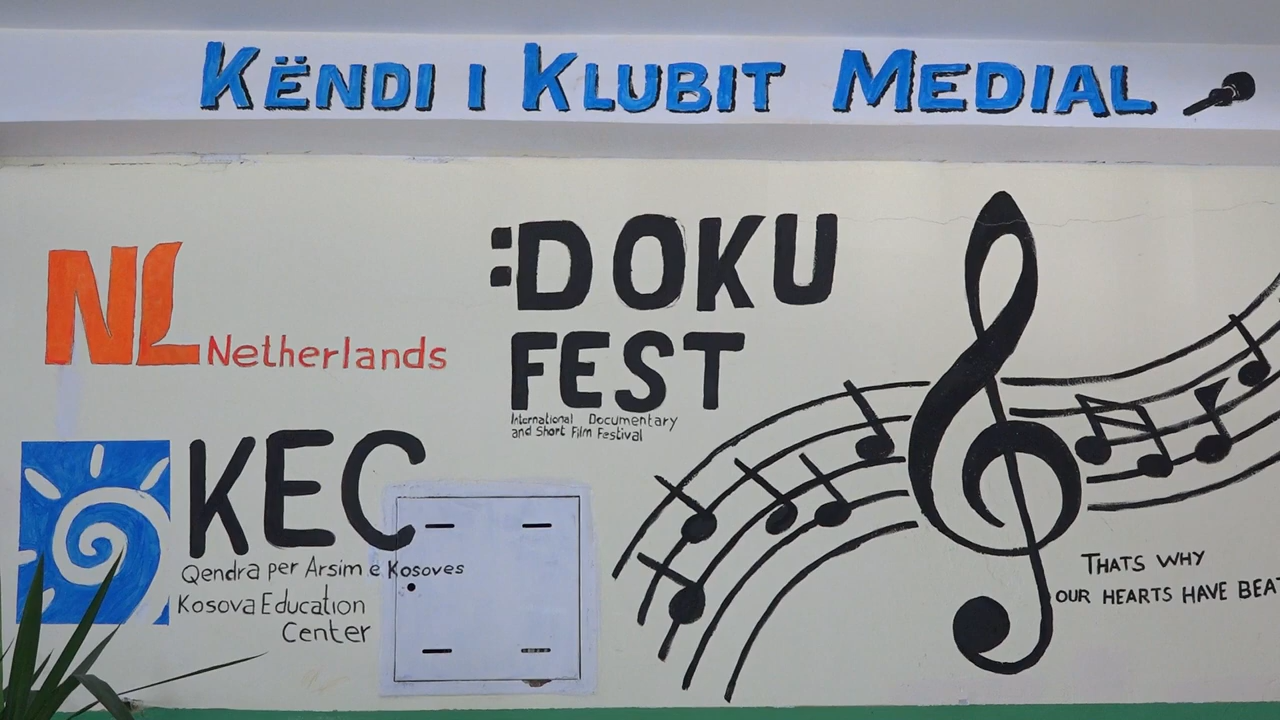 KËNDI I KLUBIT MEDIAL
NL Netherlands
:DOKU
FEST
International Documentary
and Short Film Festival
KEC
Qendra per Arsim e Kosoves
Kosova Education
Center
THATS WHY
OUR HEARTS HAVE BEAT